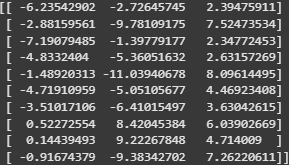 [[ -6.23542902  -2.72645745   2.39475911]
 [ -2.88159561  -9.78109275   7.52473534]
 [ -7.19079485  -1.39779177   2.34772453]
 [ -4.8332404   -5.36051632   2.63157269]
 [ -1.48920313 -11.03940678   8.09614495]
 [ -4.71910959  -5.05105677   4.46923408]
 [ -3.51017106  -6.41015497   3.63042615]
 [  0.52272554   8.42045384   6.03902669]
 [  0.14439493   9.22267848   4.714009  ]
 [ -0.91674379  -9.38342702   7.26220611]]